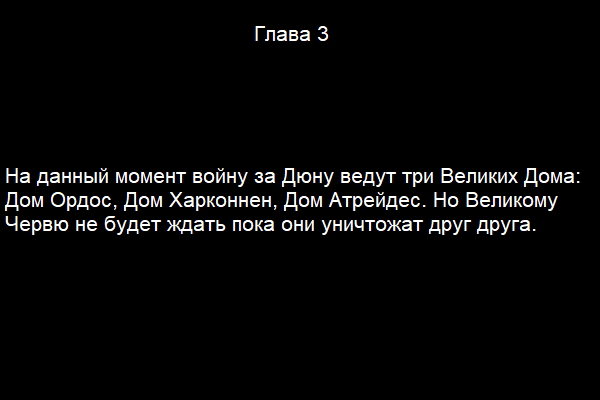 Глава 3
На данный момент войну за Дюну ведут три Великих Дома:
Дом Ордос, Дом Харконнен, Дом Атрейдес. Но Великому
Червю не будет ждать пока они уничтожат друг друга.